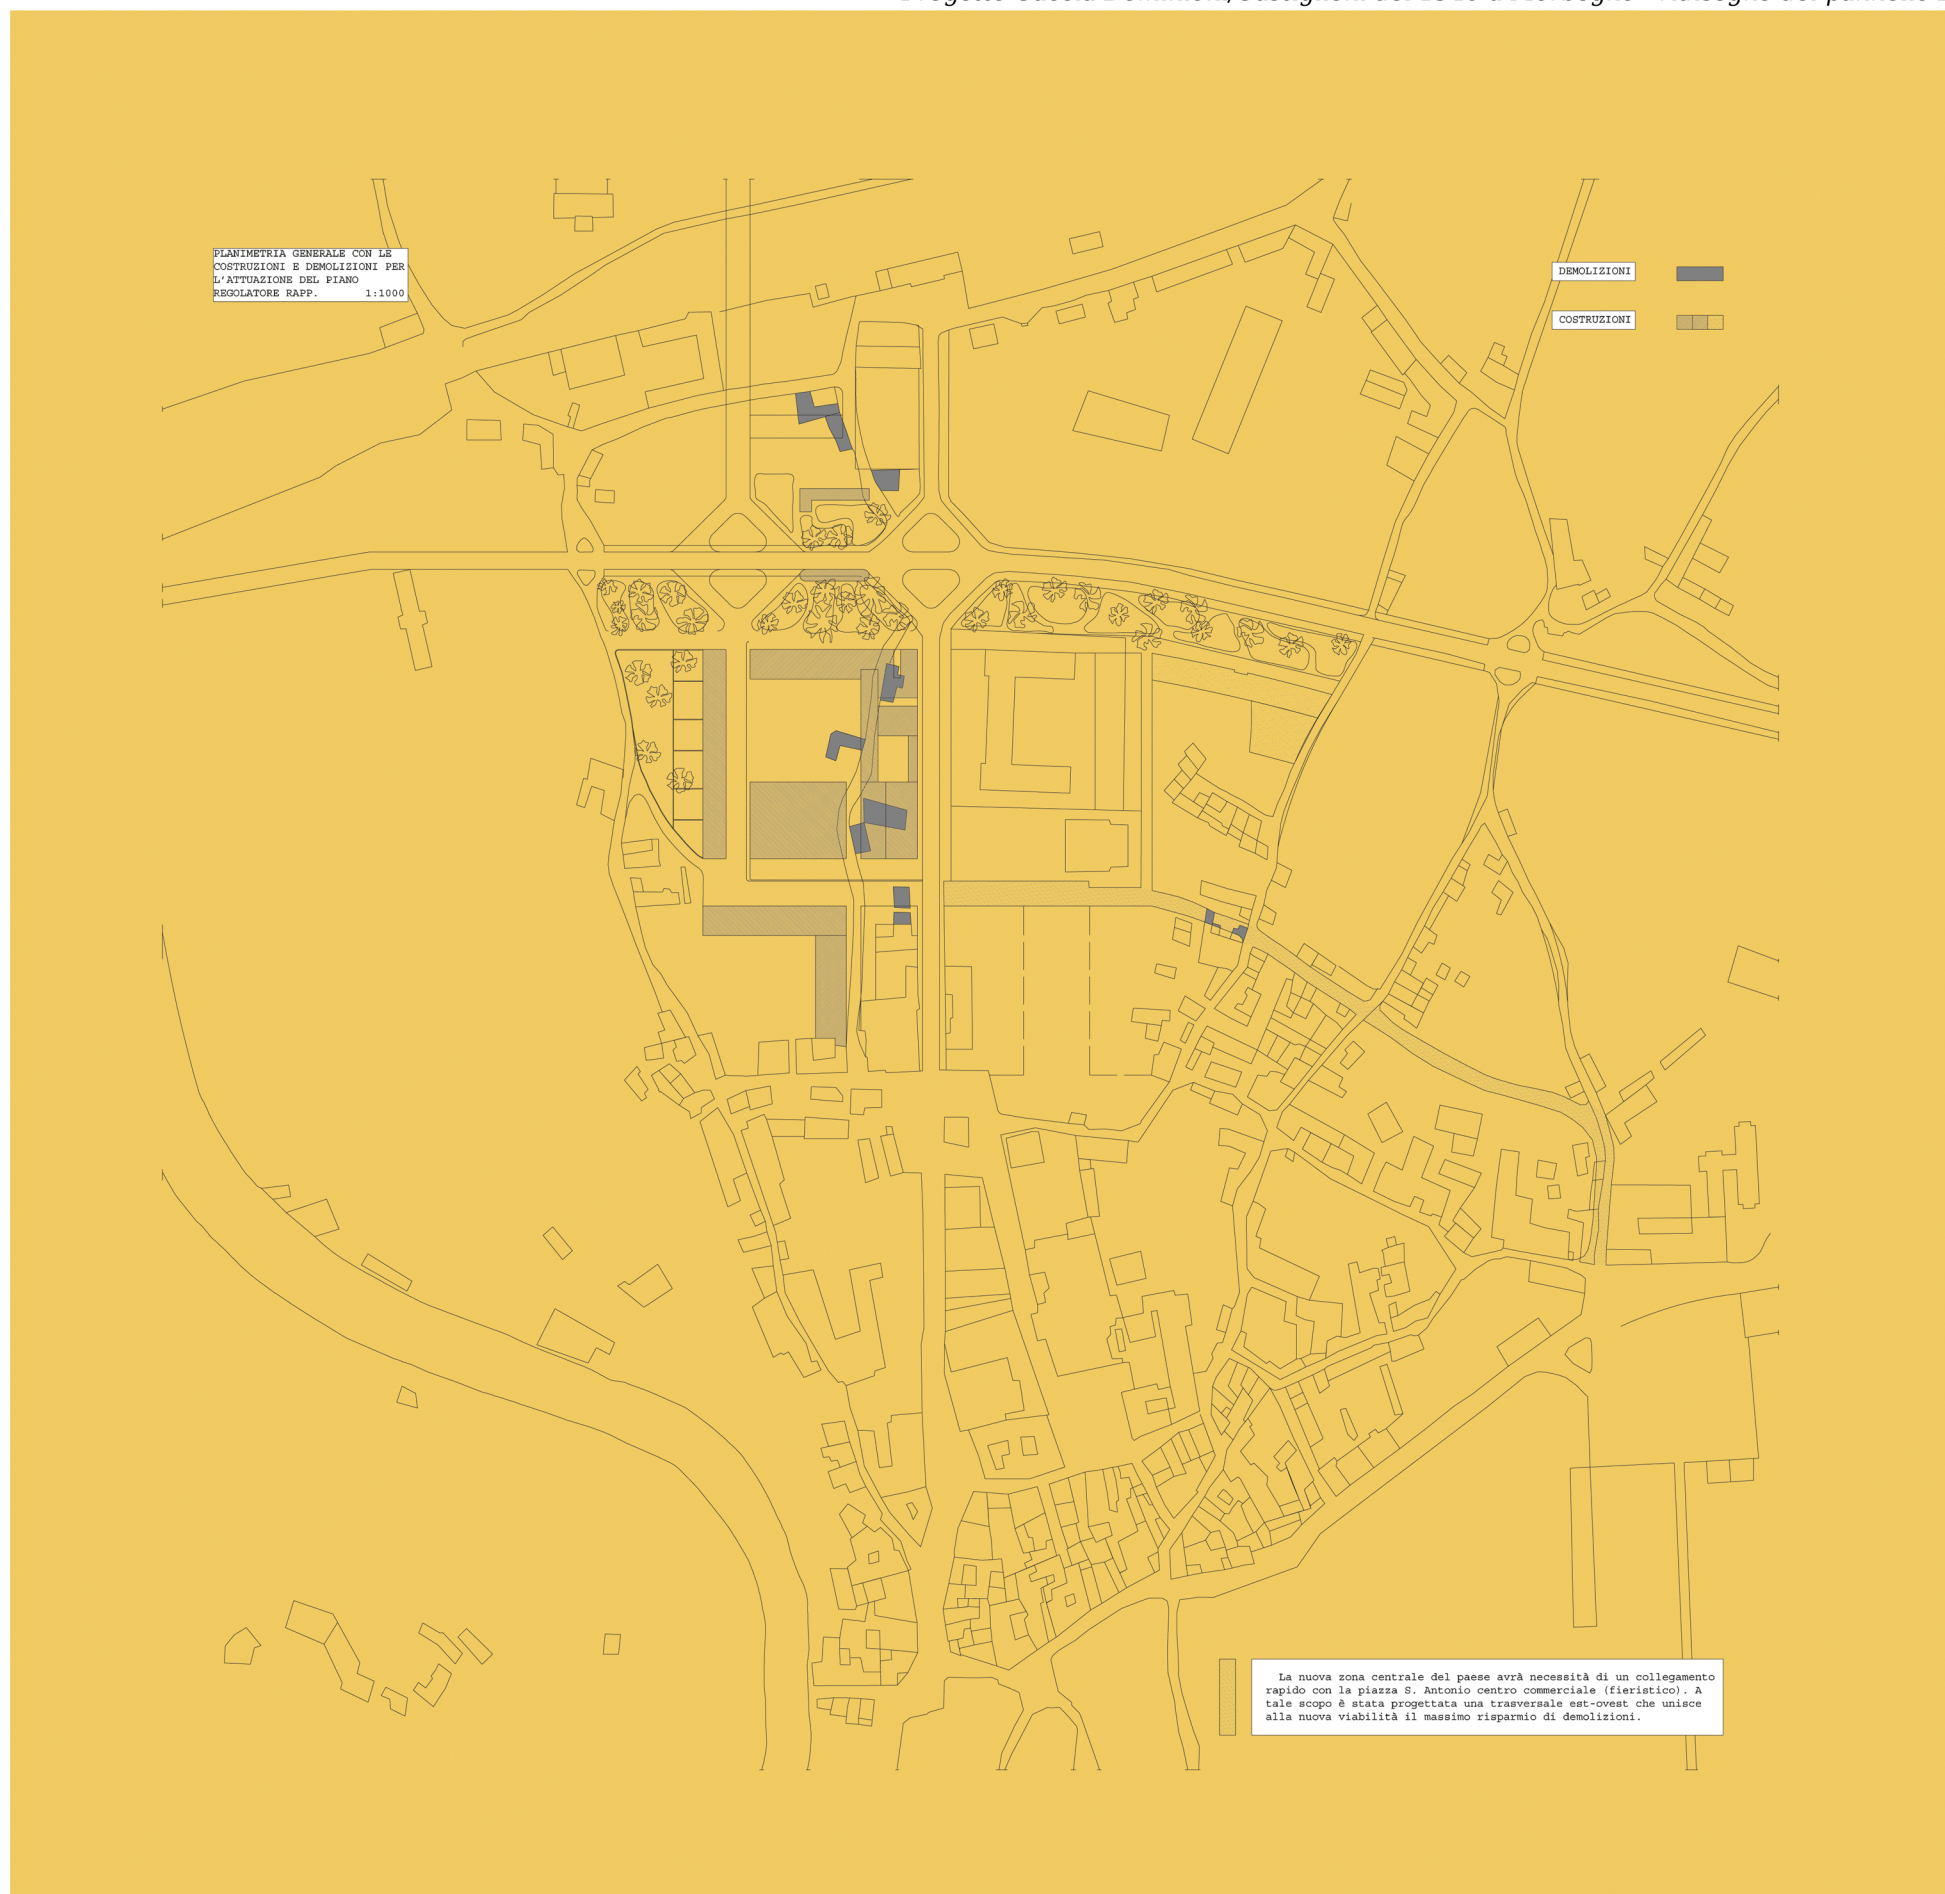 PLANIMETRIA GENERALE CON LE
COSTRUZIONI E DEMOLIZIONI PER
L'ATTUAZIONE DEL PIANO
REGOLATORE RAPP. 1:1000
DEMOLIZIONI
COSTRUZIONI
La nuova zona centrale del paese avrà necessità di un collegamento
rapido con la piazza S. Antonio centro commerciale (fieristico). A
tale scopo è stata progettata una trasversale est-ovest che unisce
alla nuova viabilità il massimo risparmio di demolizioni.